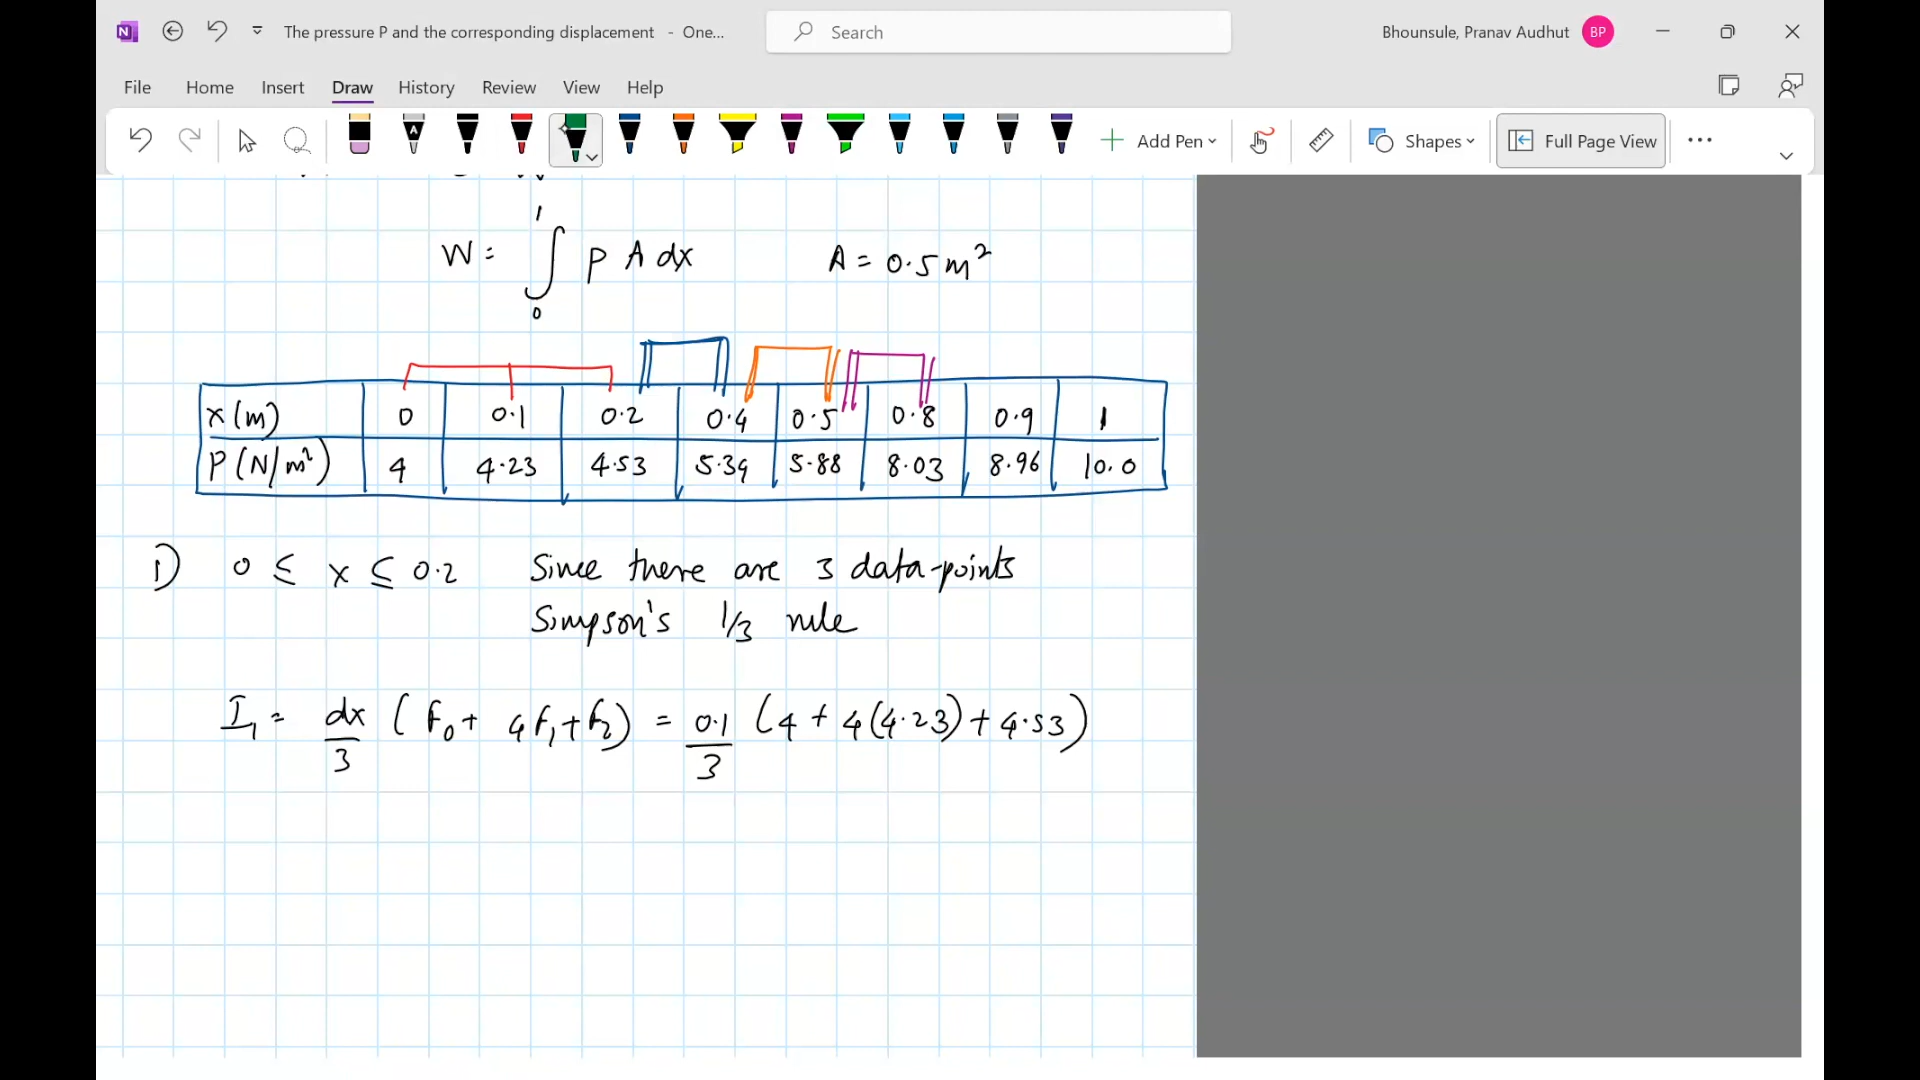 The pressure P and the corresponding displacement - One...
Search
Bhounsule, Pranav Audhut
BP
File Home Insert Draw History Review View Help
A
Add Pen
Shapes
Full Page View
W = ∫ P A dx
1
0
A = 0.5 m²
x (m) 0 0.1 0.2 0.4 0.5 0.8 0.9 1
P (N/m²) 4 4.23 4.53 5.39 5.88 8.03 8.96 10.0
1) 0 ≤ x ≤ 0.2 Since there are 3 data-points
Simpson's 1/3 rule
I₁ = dx/3 (f₀ + 4f₁ + f₂) = 0.1/3 (4 + 4(4.23) + 4.53)